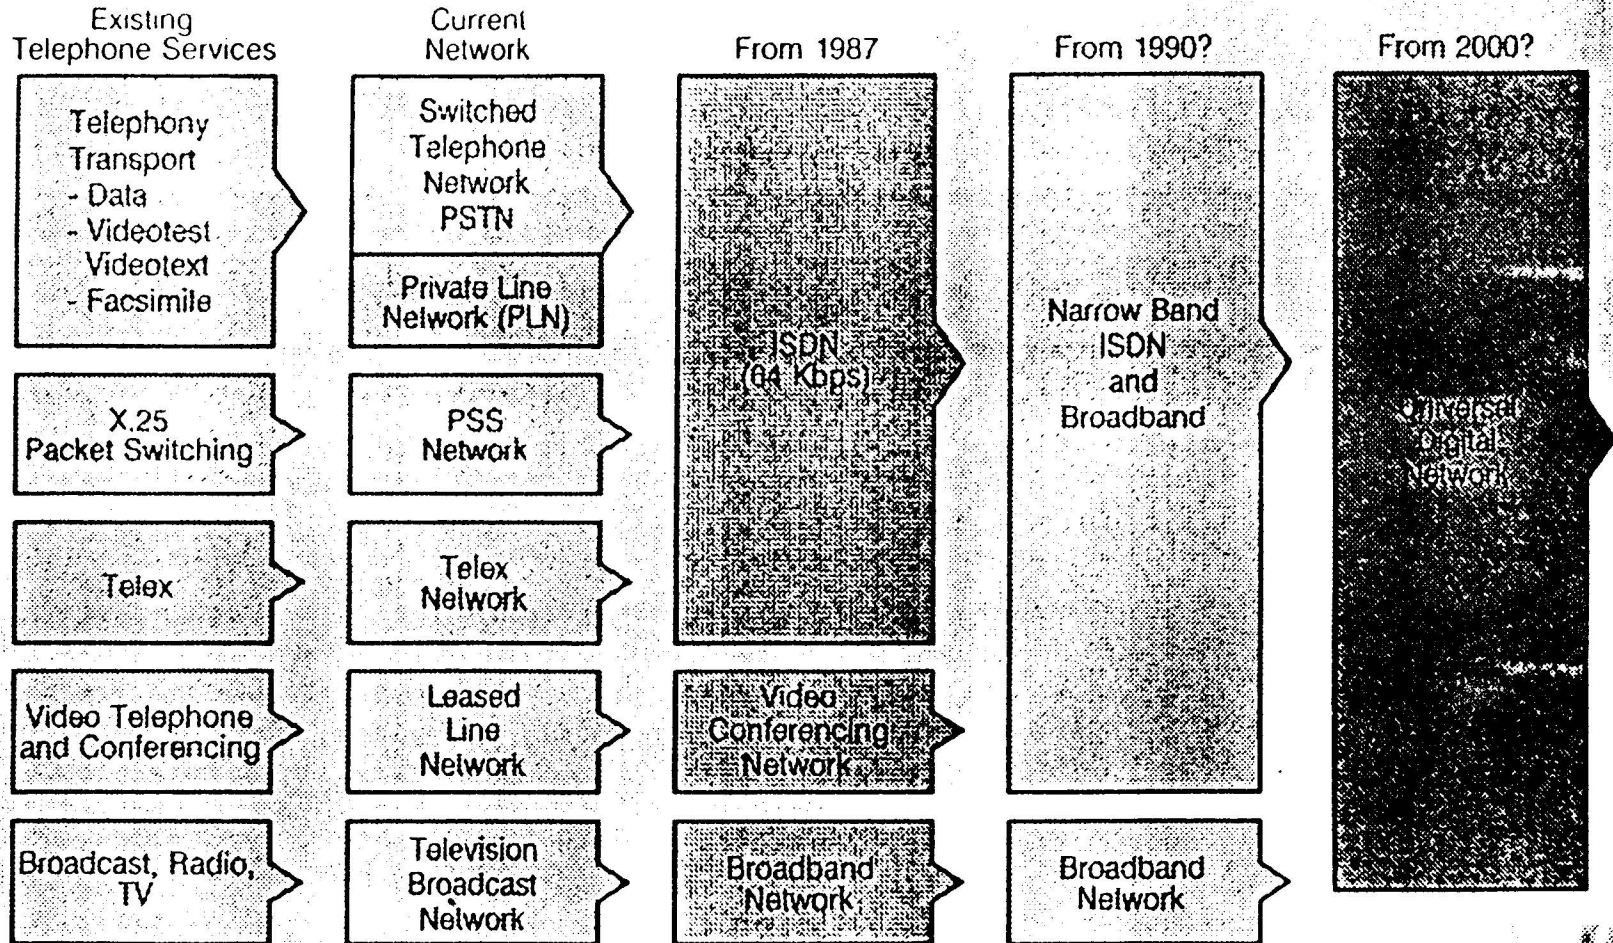 Existing
Telephone Services
Telephony
Transport
- Data
- Videotest
Videotext
- Facsimile
X.25
Packet Switching
Telex
Video Telephone
and Conferencing
Broadcast, Radio,
TV
Current
Network
Switched
Telephone
Network
PSTN
Private Line
Network (PLN)
PSS
Network
Telex
Network
Leased
Line
Network
Television
Broadcast
Network
From 1987
ISDN
(64 Kbps)
Video
Conferencing
Network
Broadband
Network
From 1990?
Narrow Band
ISDN
and
Broadband
Broadband
Network
From 2000?
Universal
Digital
Network